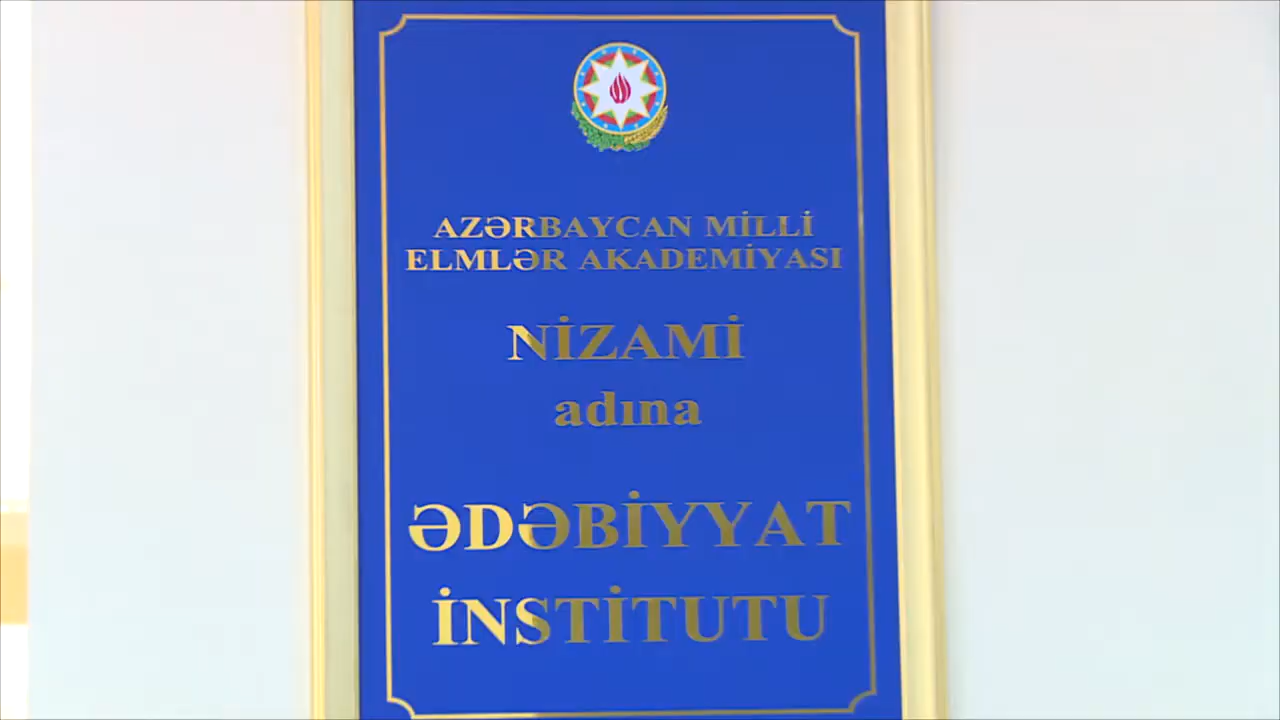 AZƏRBAYCAN MİLLİ
ELMLƏR AKADEMİYASI
NİZAMİ
adına
ƏDƏBİYYAT
İNSTİTUTU